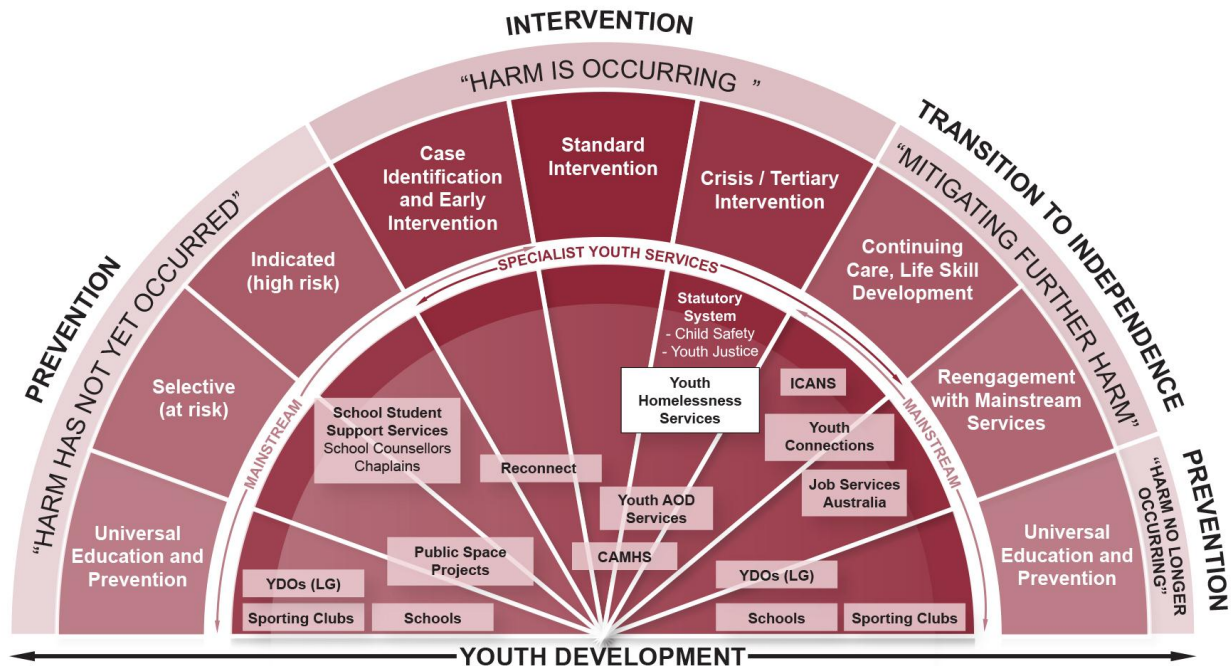 INTERVENTION
"HARM IS OCCURRING "
PREVENTION
"HARM HAS NOT YET OCCURRED"
TRANSITION TO INDEPENDENCE
"MITIGATING FURTHER HARM"
PREVENTION
"HARM NO LONGER
OCCURRING"
Universal
Education and
Prevention
Selective
(at risk)
Indicated
(high risk)
Case
Identification
and Early
Intervention
Standard
Intervention
Crisis / Tertiary
Intervention
Continuing
Care, Life Skill
Development
Reengagement
with Mainstream
Services
Universal
Education and
Prevention
MAINSTREAM
SPECIALIST YOUTH SERVICES
MAINSTREAM
Statutory
System
- Child Safety
- Youth Justice
Youth
Homelessness
Services
ICANS
School Student
Support Services
School Counsellors
Chaplains
Youth
Connections
Reconnect
Job Services
Australia
Youth AOD
Services
Public Space
Projects
CAMHS
YDOs (LG)
YDOs (LG)
Sporting Clubs
Schools
Schools
Sporting Clubs
YOUTH DEVELOPMENT